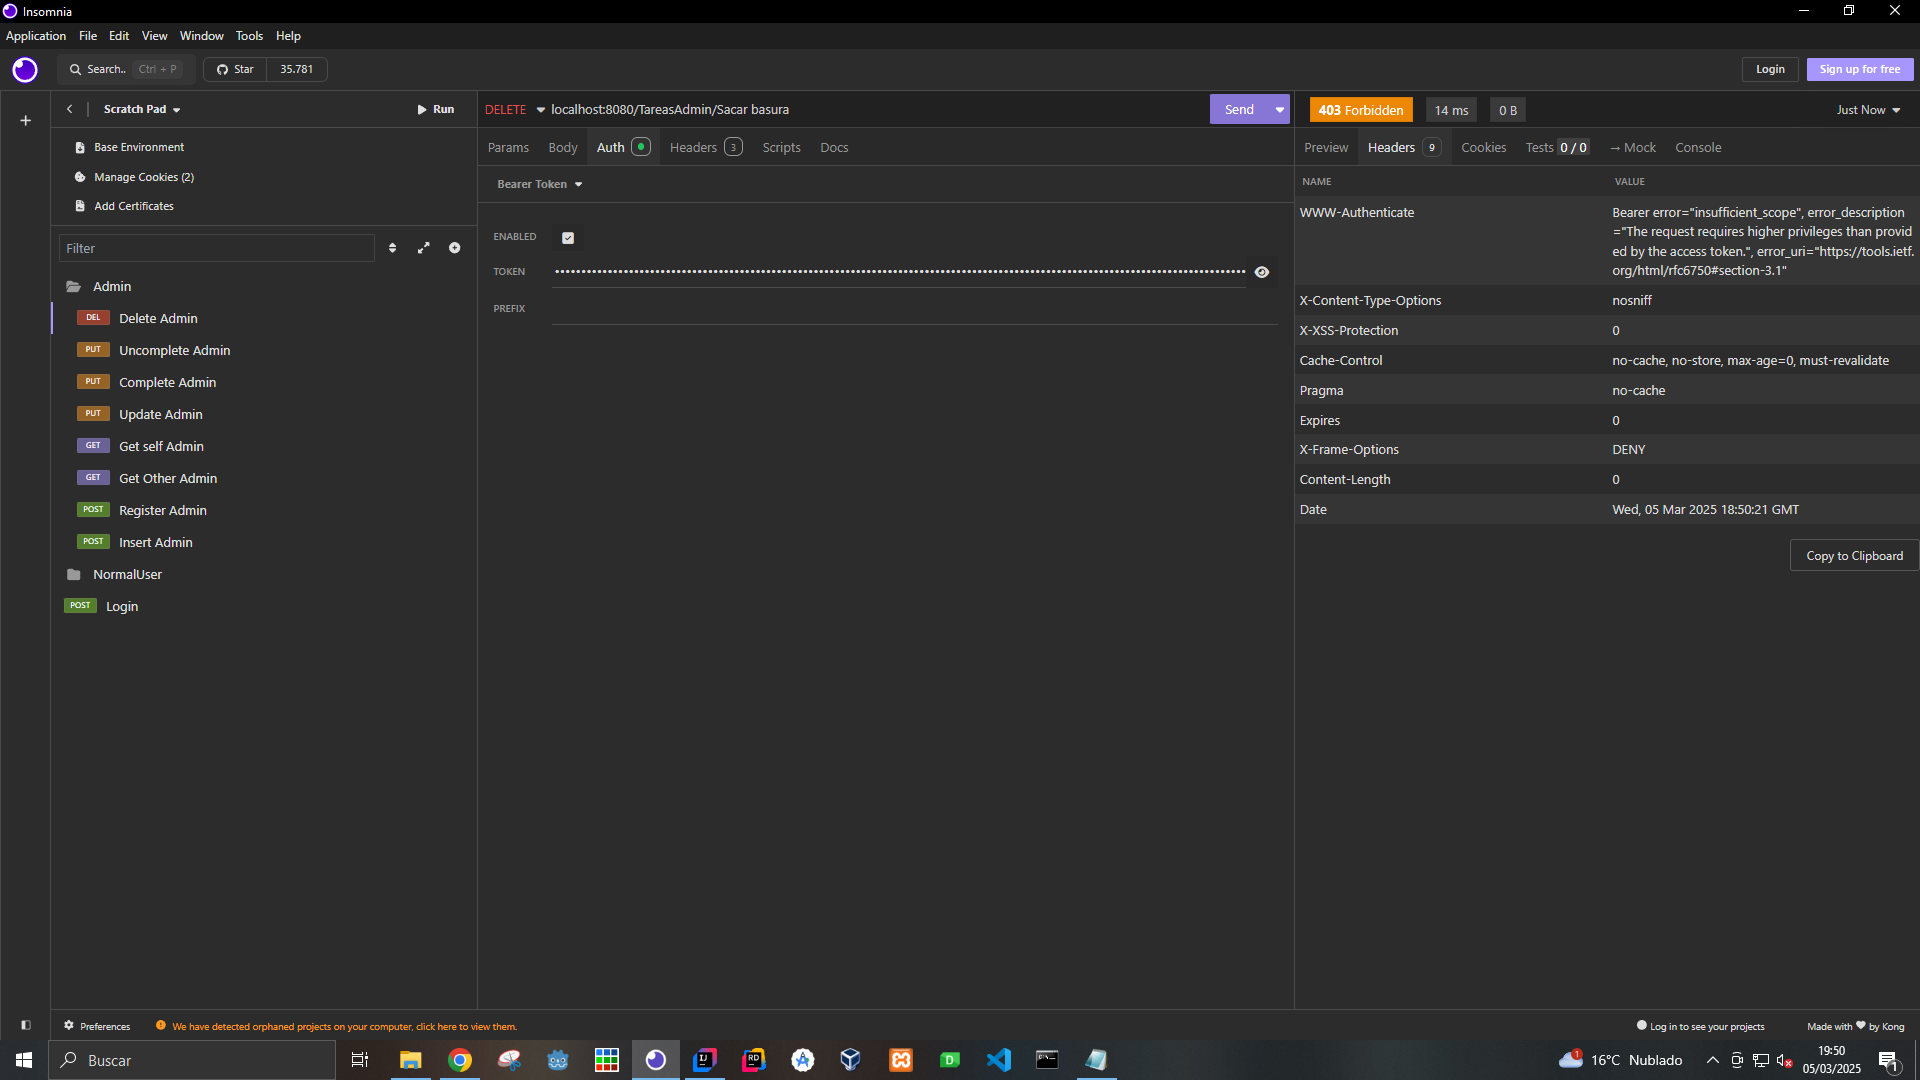 Insomnia
Application File Edit View Window Tools Help
Search.. Ctrl + P Star 35.781 Login Sign up for free
Scratch Pad Run
DELETE localhost:8080/TareasAdmin/Sacar basura Send
403 Forbidden 14 ms 0 B Just Now
Base Environment
Manage Cookies (2)
Add Certificates
Filter
Admin
DEL Delete Admin
PUT Uncomplete Admin
PUT Complete Admin
PUT Update Admin
GET Get self Admin
GET Get Other Admin
POST Register Admin
POST Insert Admin
NormalUser
POST Login
Params Body Auth Headers 3 Scripts Docs
Bearer Token
ENABLED
TOKEN ••••••••••••••••••••••••••••••••••••••••••••••••••••••••••••
PREFIX
Preview Headers 9 Cookies Tests 0 / 0 → Mock Console
NAME VALUE
WWW-Authenticate Bearer error="insufficient_scope", error_description
="The request requires higher privileges than provid
ed by the access token.", error_uri="https://tools.ietf.
org/html/rfc6750#section-3.1"
X-Content-Type-Options nosniff
X-XSS-Protection 0
Cache-Control no-cache, no-store, max-age=0, must-revalidate
Pragma no-cache
Expires 0
X-Frame-Options DENY
Content-Length 0
Date Wed, 05 Mar 2025 18:50:21 GMT
Copy to Clipboard
Preferences We have detected orphaned projects on your computer, click here to view them. Log in to see your projects Made with ♥ by Kong
Buscar
IJ RD D
1 16°C Nublado
19:50
05/03/2025
1